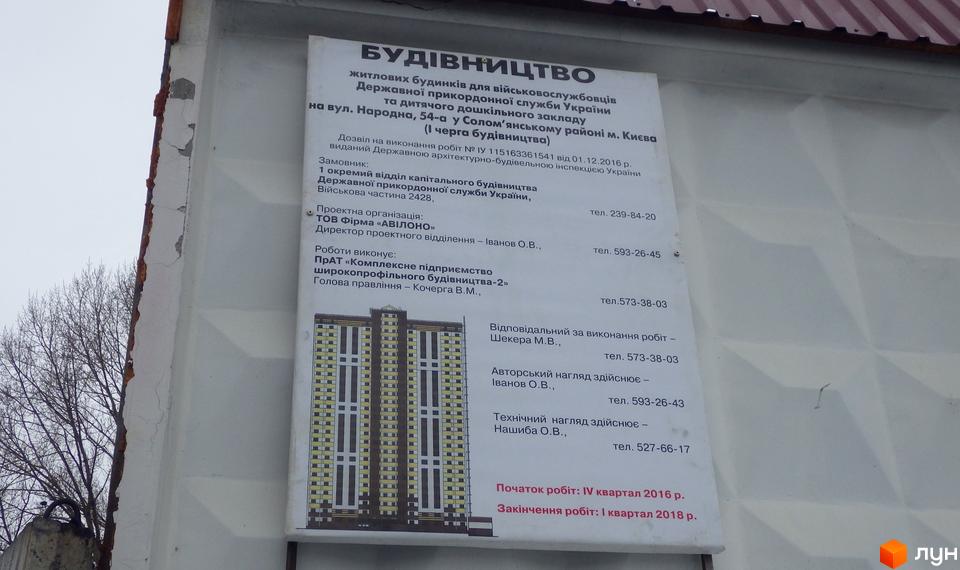 БУДІВНИЦТВО
житлових будинків для військовослужбовців
Державної прикордонної служби України
та дитячого дошкільного закладу
на вул. Народна, 54-а у Солом'янському районі м. Києва
(І черга будівництва)
Дозвіл на виконання робіт № ІУ 115163361541 від 01.12.2016 р.
виданий Державною архітектурно-будівельною інспекцією України
Замовник:
1 окремий відділ капітального будівництва
Державної прикордонної служби України,
Військова частина 2428, тел. 239-84-20
Проектна організація:
ТОВ Фірма «АВІЛОНО»
Директор проектного відділення – Іванов О.В., тел. 593-26-45
Роботи виконує:
ПрАТ «Комплексне підприємство
широкопрофільного будівництва-2»
Голова правління – Кочерга В.М., тел.573-38-03
Відповідальний за виконання робіт –
Шекера М.В.,
тел. 573-38-03
Авторський нагляд здійснює –
Іванов О.В.,
тел. 593-26-43
Технічний нагляд здійснює –
Нашиба О.В.,
тел. 527-66-17
Початок робіт: IV квартал 2016 р.
Закінчення робіт: І квартал 2018 р.
лун